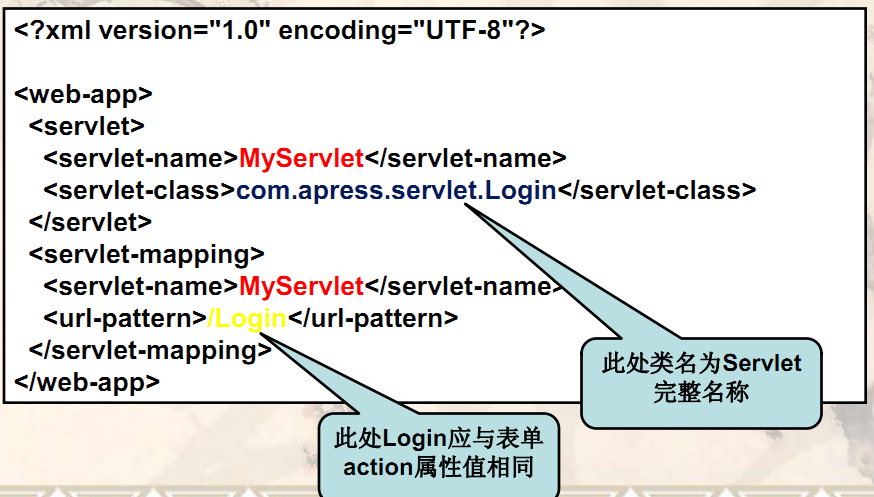 <?xml version="1.0" encoding="UTF-8"?>
<web-app>
<servlet>
<servlet-name>MyServlet</servlet-name>
<servlet-class>com.apress.servlet.Login</servlet-class>
</servlet>
<servlet-mapping>
<servlet-name>MyServlet</servlet-name>
<url-pattern>/Login</url-pattern>
</servlet-mapping>
</web-app>
此处类名为Servlet
完整名称
此处Login应与表单
action属性值相同